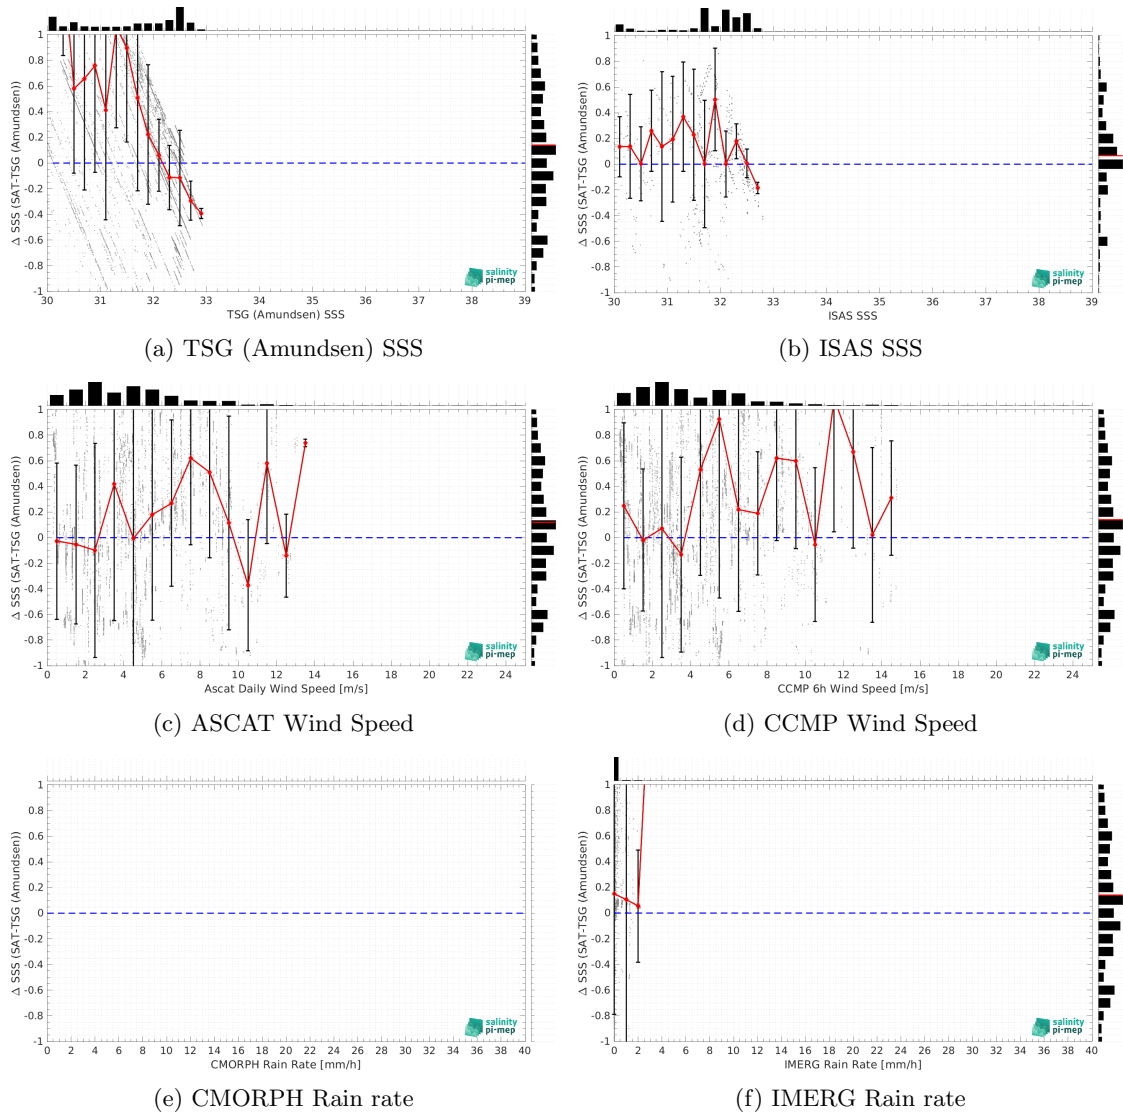 Δ SSS (SAT-TSG (Amundsen))
1
0.8
0.6
0.4
0.2
0
-0.2
-0.4
-0.6
-0.8
-1
salinity
pi-mep
30 31 32 33 34 35 36 37 38 39
TSG (Amundsen) SSS
(a) TSG (Amundsen) SSS
Δ SSS (SAT-TSG (Amundsen))
1
0.8
0.6
0.4
0.2
0
-0.2
-0.4
-0.6
-0.8
-1
salinity
pi-mep
30 31 32 33 34 35 36 37 38 39
ISAS SSS
(b) ISAS SSS
Δ SSS (SAT-TSG (Amundsen))
1
0.8
0.6
0.4
0.2
0
-0.2
-0.4
-0.6
-0.8
-1
salinity
pi-mep
0 2 4 6 8 10 12 14 16 18 20 22 24
Ascat Daily Wind Speed [m/s]
(c) ASCAT Wind Speed
Δ SSS (SAT-TSG (Amundsen))
1
0.8
0.6
0.4
0.2
0
-0.2
-0.4
-0.6
-0.8
-1
salinity
pi-mep
0 2 4 6 8 10 12 14 16 18 20 22 24
CCMP 6h Wind Speed [m/s]
(d) CCMP Wind Speed
Δ SSS (SAT-TSG (Amundsen))
1
0.8
0.6
0.4
0.2
0
-0.2
-0.4
-0.6
-0.8
-1
salinity
pi-mep
0 2 4 6 8 10 12 14 16 18 20 22 24 26 28 30 32 34 36 38 40
CMORPH Rain Rate [mm/h]
(e) CMORPH Rain rate
Δ SSS (SAT-TSG (Amundsen))
1
0.8
0.6
0.4
0.2
0
-0.2
-0.4
-0.6
-0.8
-1
salinity
pi-mep
0 2 4 6 8 10 12 14 16 18 20 22 24 26 28 30 32 34 36 38 40
IMERG Rain Rate [mm/h]
(f) IMERG Rain rate